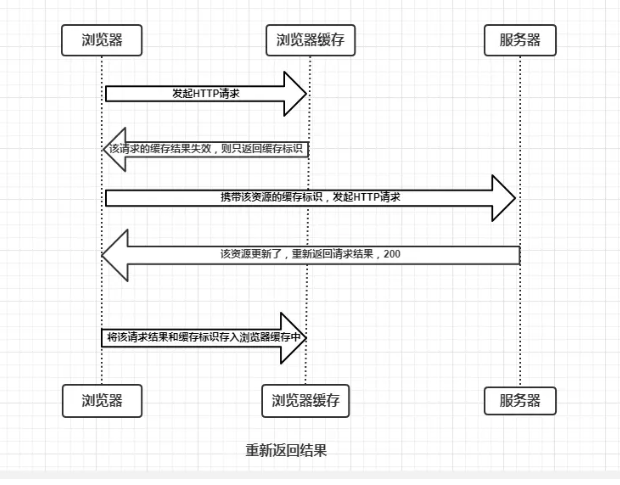 浏览器
浏览器缓存
服务器
发起HTTP请求
该请求的缓存结果失效，则只返回缓存标识
携带该资源的缓存标识，发起HTTP请求
该资源更新了，重新返回请求结果，200
将该请求结果和缓存标识存入浏览器缓存中
浏览器
浏览器缓存
服务器
重新返回结果